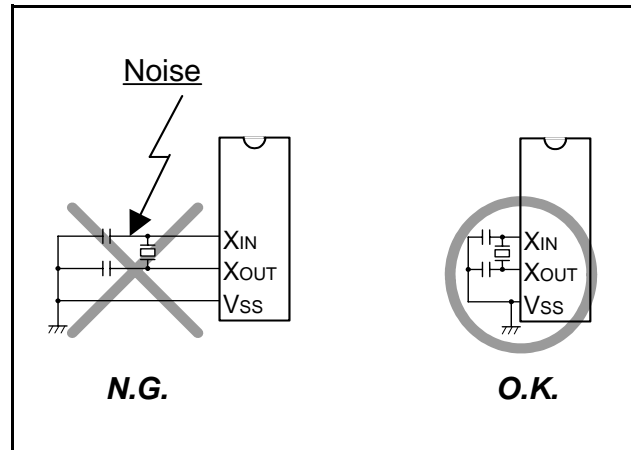 Noise
XIN
XOUT
VSS
N.G.
XIN
XOUT
VSS
O.K.